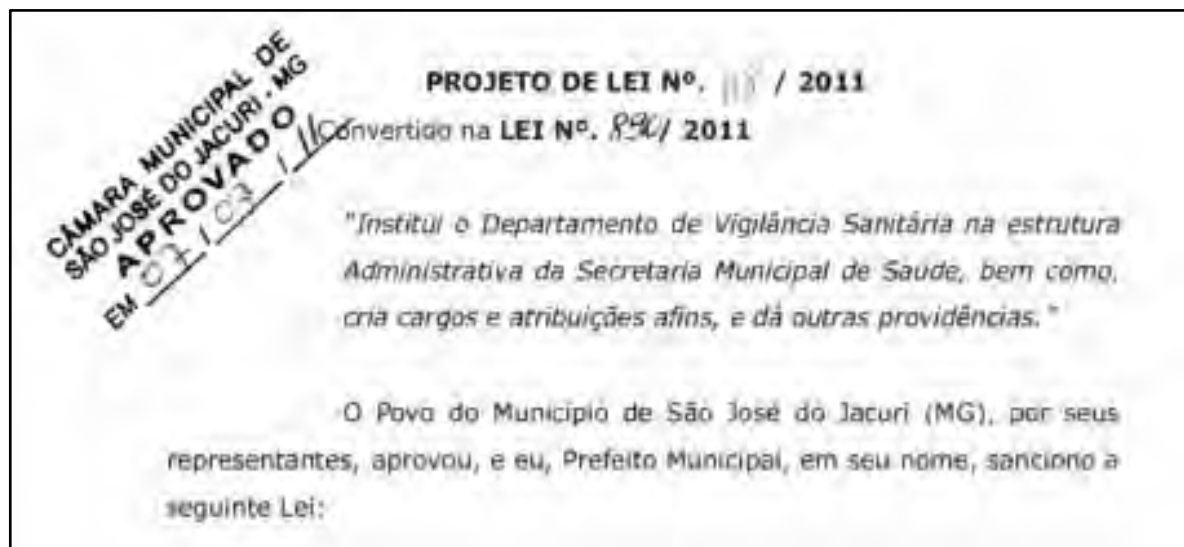 CÂMARA MUNICIPAL DE
SÃO JOSÉ DO JACURI - MG
APROVADO
EM 07 / 07 / 11
PROJETO DE LEI Nº. / 2011
Convertido na LEI Nº. 890/ 2011
"Institui o Departamento de Vigilância Sanitária na estrutura
Administrativa da Secretaria Municipal de Saúde, bem como,
cria cargos e atribuições afins, e dá outras providências."
O Povo do Município de São José do Jacuri (MG), por seus
representantes, aprovou, e eu, Prefeito Municipal, em seu nome, sanciono a
seguinte Lei: